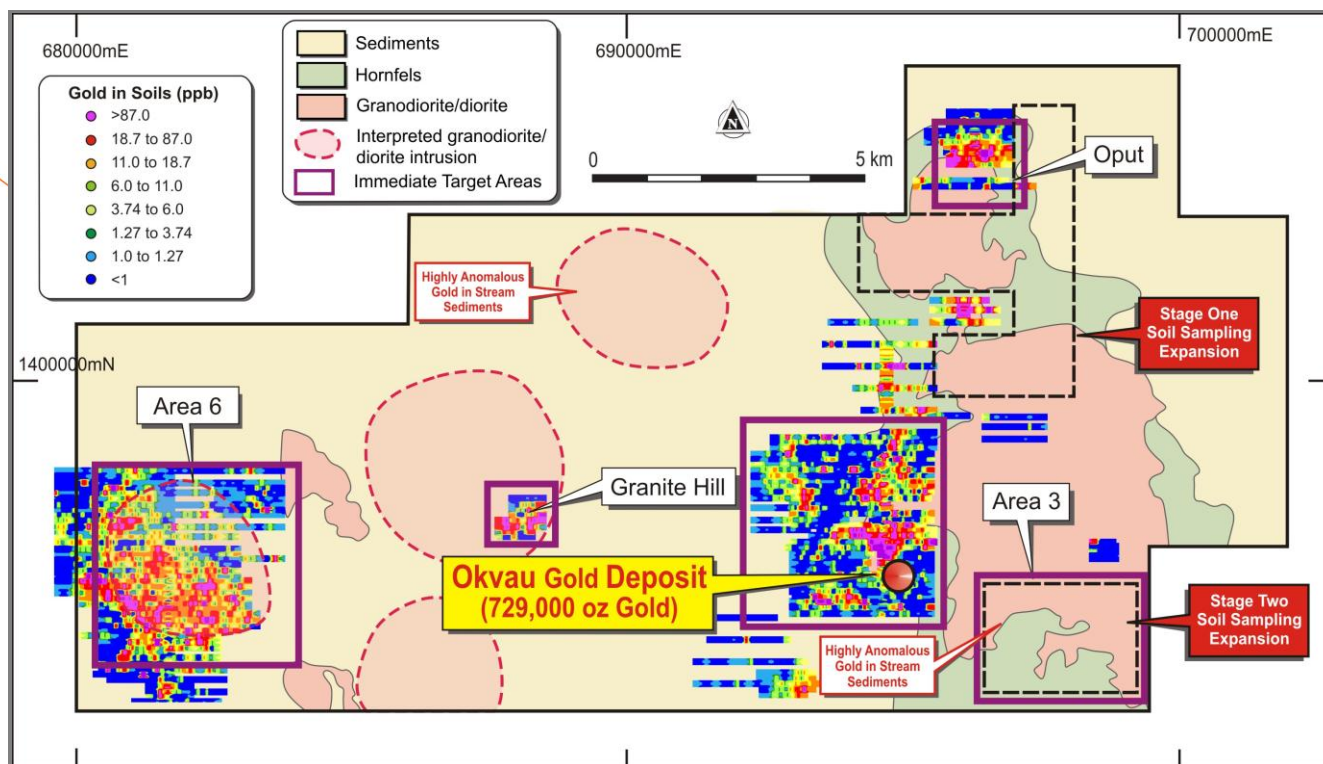 680000mE
690000mE
700000mE
1400000mN
Gold in Soils (ppb)
>87.0
18.7 to 87.0
11.0 to 18.7
6.0 to 11.0
3.74 to 6.0
1.27 to 3.74
1.0 to 1.27
<1
Sediments
Hornfels
Granodiorite/diorite
Interpreted granodiorite/
diorite intrusion
Immediate Target Areas
N
0
5 km
Oput
Highly Anomalous
Gold in Stream
Sediments
Stage One
Soil Sampling
Expansion
Area 6
Granite Hill
Area 3
Okvau Gold Deposit
(729,000 oz Gold)
Highly Anomalous
Gold in Stream
Sediments
Stage Two
Soil Sampling
Expansion